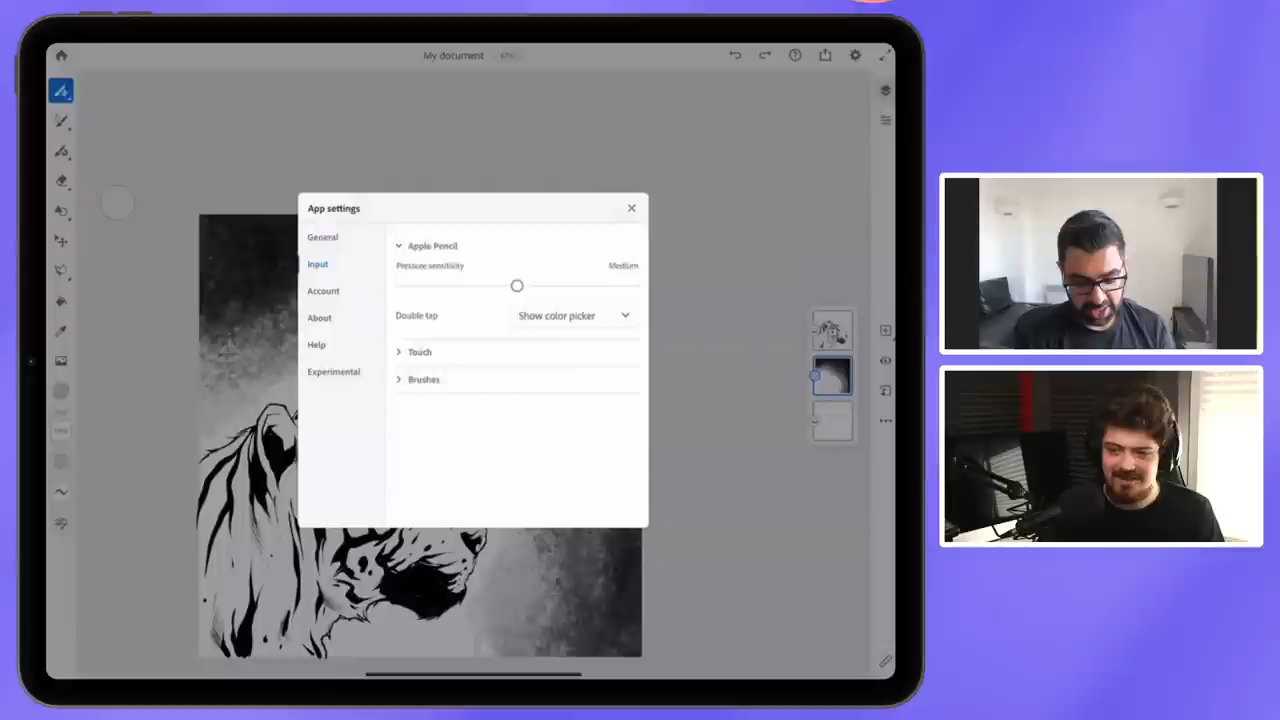 My document 47%
App settings
General
Input
Account
About
Help
Experimental
Apple Pencil
Pressure sensitivity Medium
Double tap Show color picker
Touch
Brushes